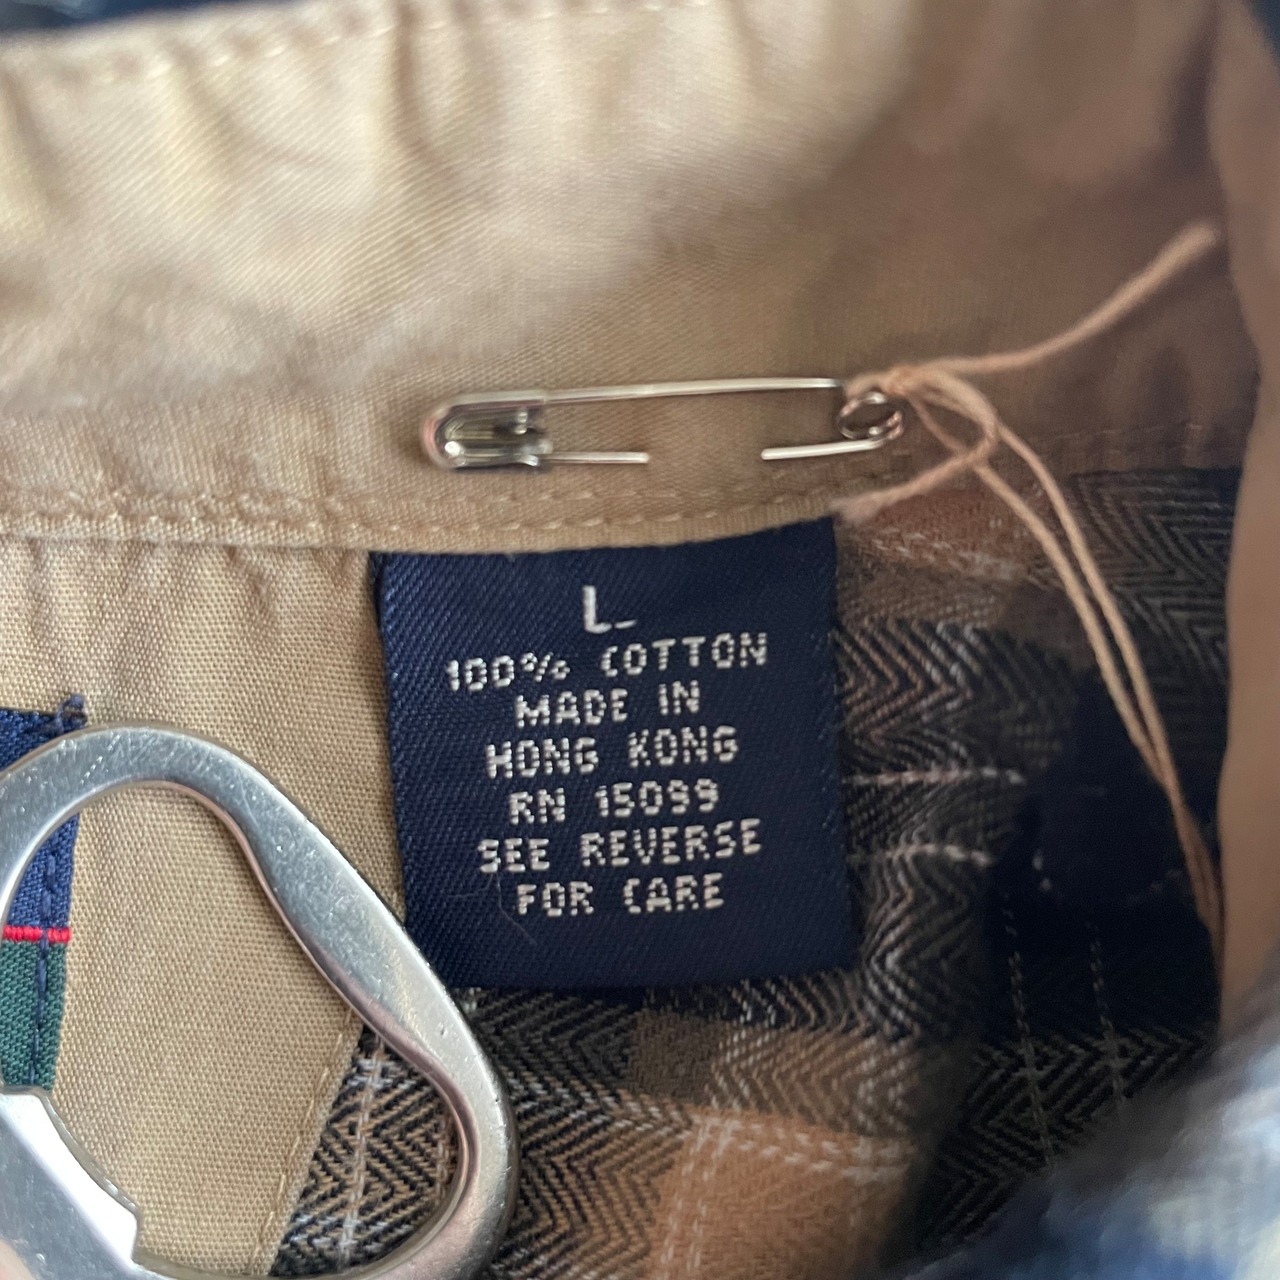 L
100% COTTON
MADE IN
HONG KONG
RN 15099
SEE REVERSE
FOR CARE